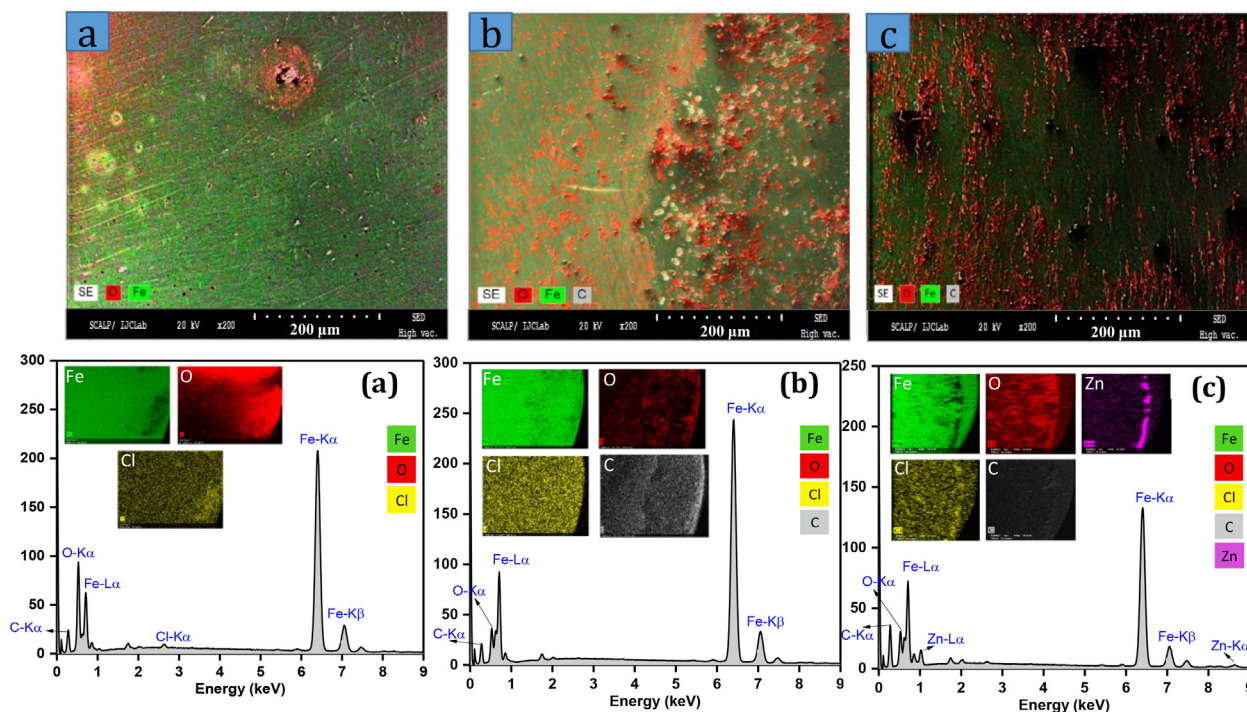 a
SE O Fe
SCALP/ IJCLab 20 kV x200 200 μm SED
High vac.
b
SE O Fe C
SCALP/ IJCLab 20 kV x200 200 μm SED
High vac.
c
SE O Fe C
SCALP/ IJCLab 20 kV x200 200 μm SED
High vac.
(a)
300
250
200
150
100
50
0
Fe
O
Cl
Fe
O
Cl
Fe-Kα
O-Kα
Fe-Lα
C-Kα
Cl-Kα
Fe-Kβ
0 1 2 3 4 5 6 7 8 9
Energy (keV)
(b)
300
250
200
150
100
50
0
Fe
O
Cl
C
Fe
O
Cl
C
Fe-Kα
Fe-Lα
O-Kα
C-Kα
Fe-Kβ
0 1 2 3 4 5 6 7 8 9
Energy (keV)
(c)
250
200
150
100
50
0
Fe
O
Zn
Cl
C
Fe
O
Cl
C
Zn
Fe-Kα
Fe-Lα
O-Kα
C-Kα
Zn-Lα
Fe-Kβ
Zn-Kα
0 1 2 3 4 5 6 7 8 9
Energy (keV)